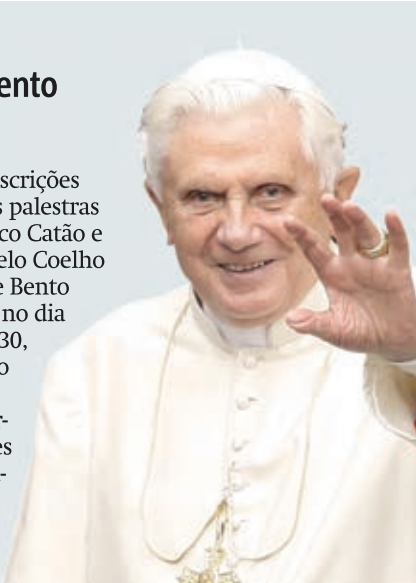 ento
scrições
s palestras
co Catão e
elo Coelho
e Bento
no dia
30,
o
r-
es
-